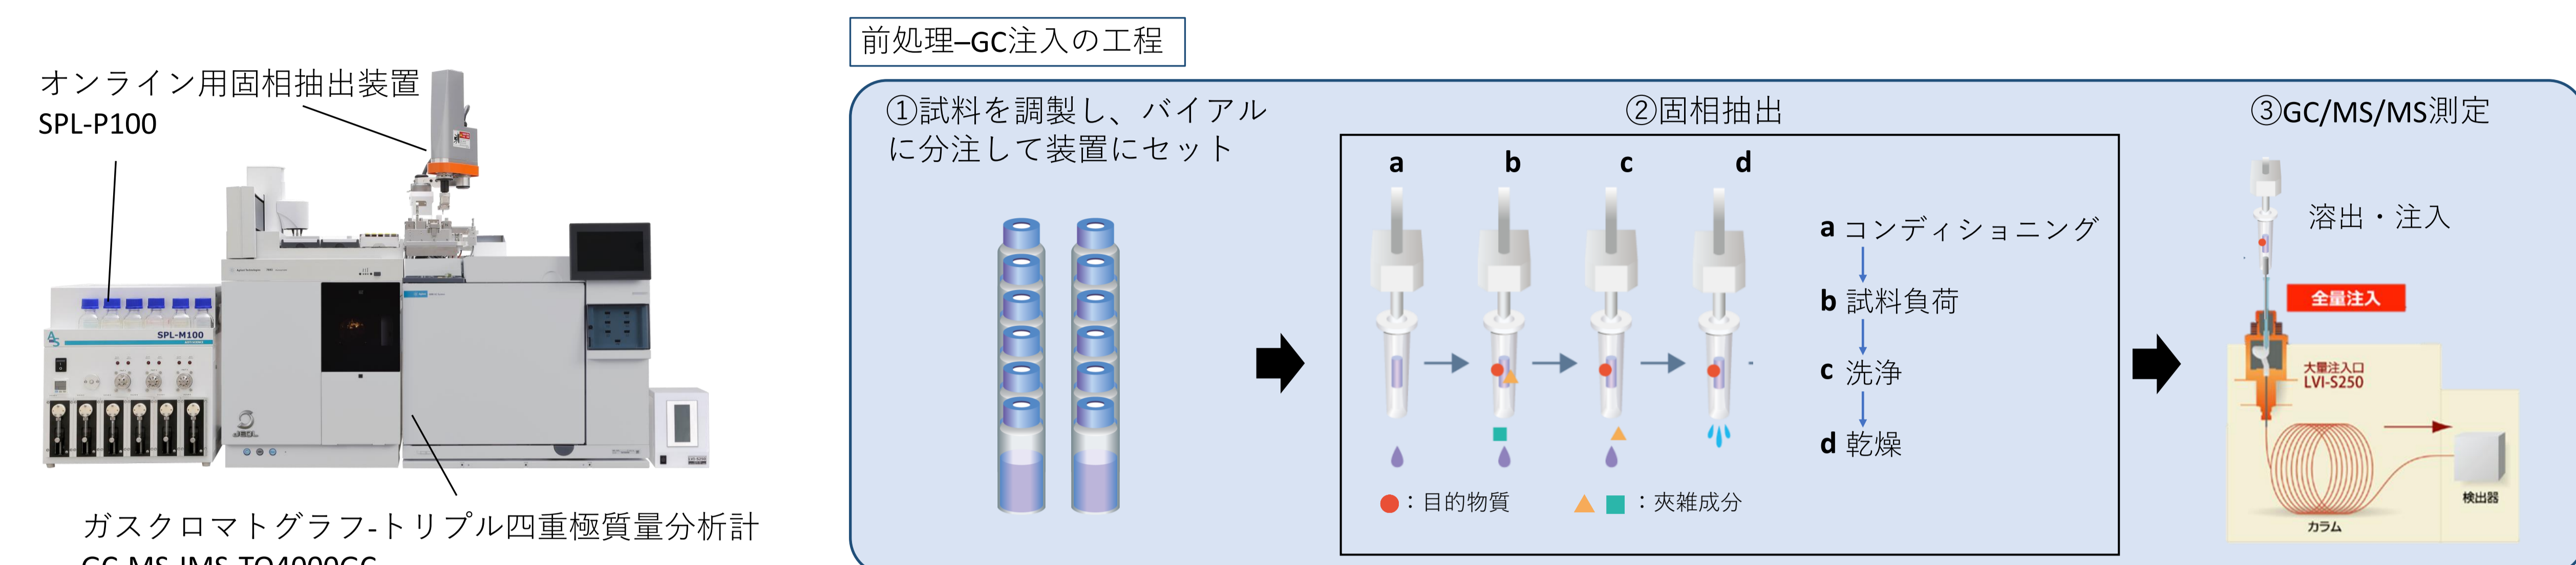 オンライン用固相抽出装置
SPL-P100
SPL-M100
JEOL
ガスクロマトグラフ-トリプル四重極質量分析計
GC-MS JMS-TQ4000GC
前処理–GC注入の工程
①試料を調製し、バイアル
に分注して装置にセット
②固相抽出
a b c d
a コンディショニング
b 試料負荷
c 洗浄
d 乾燥
：目的物質
：夾雑成分
③GC/MS/MS測定
溶出・注入
全量注入
大量注入口
LVI-S250
検出器
カラム